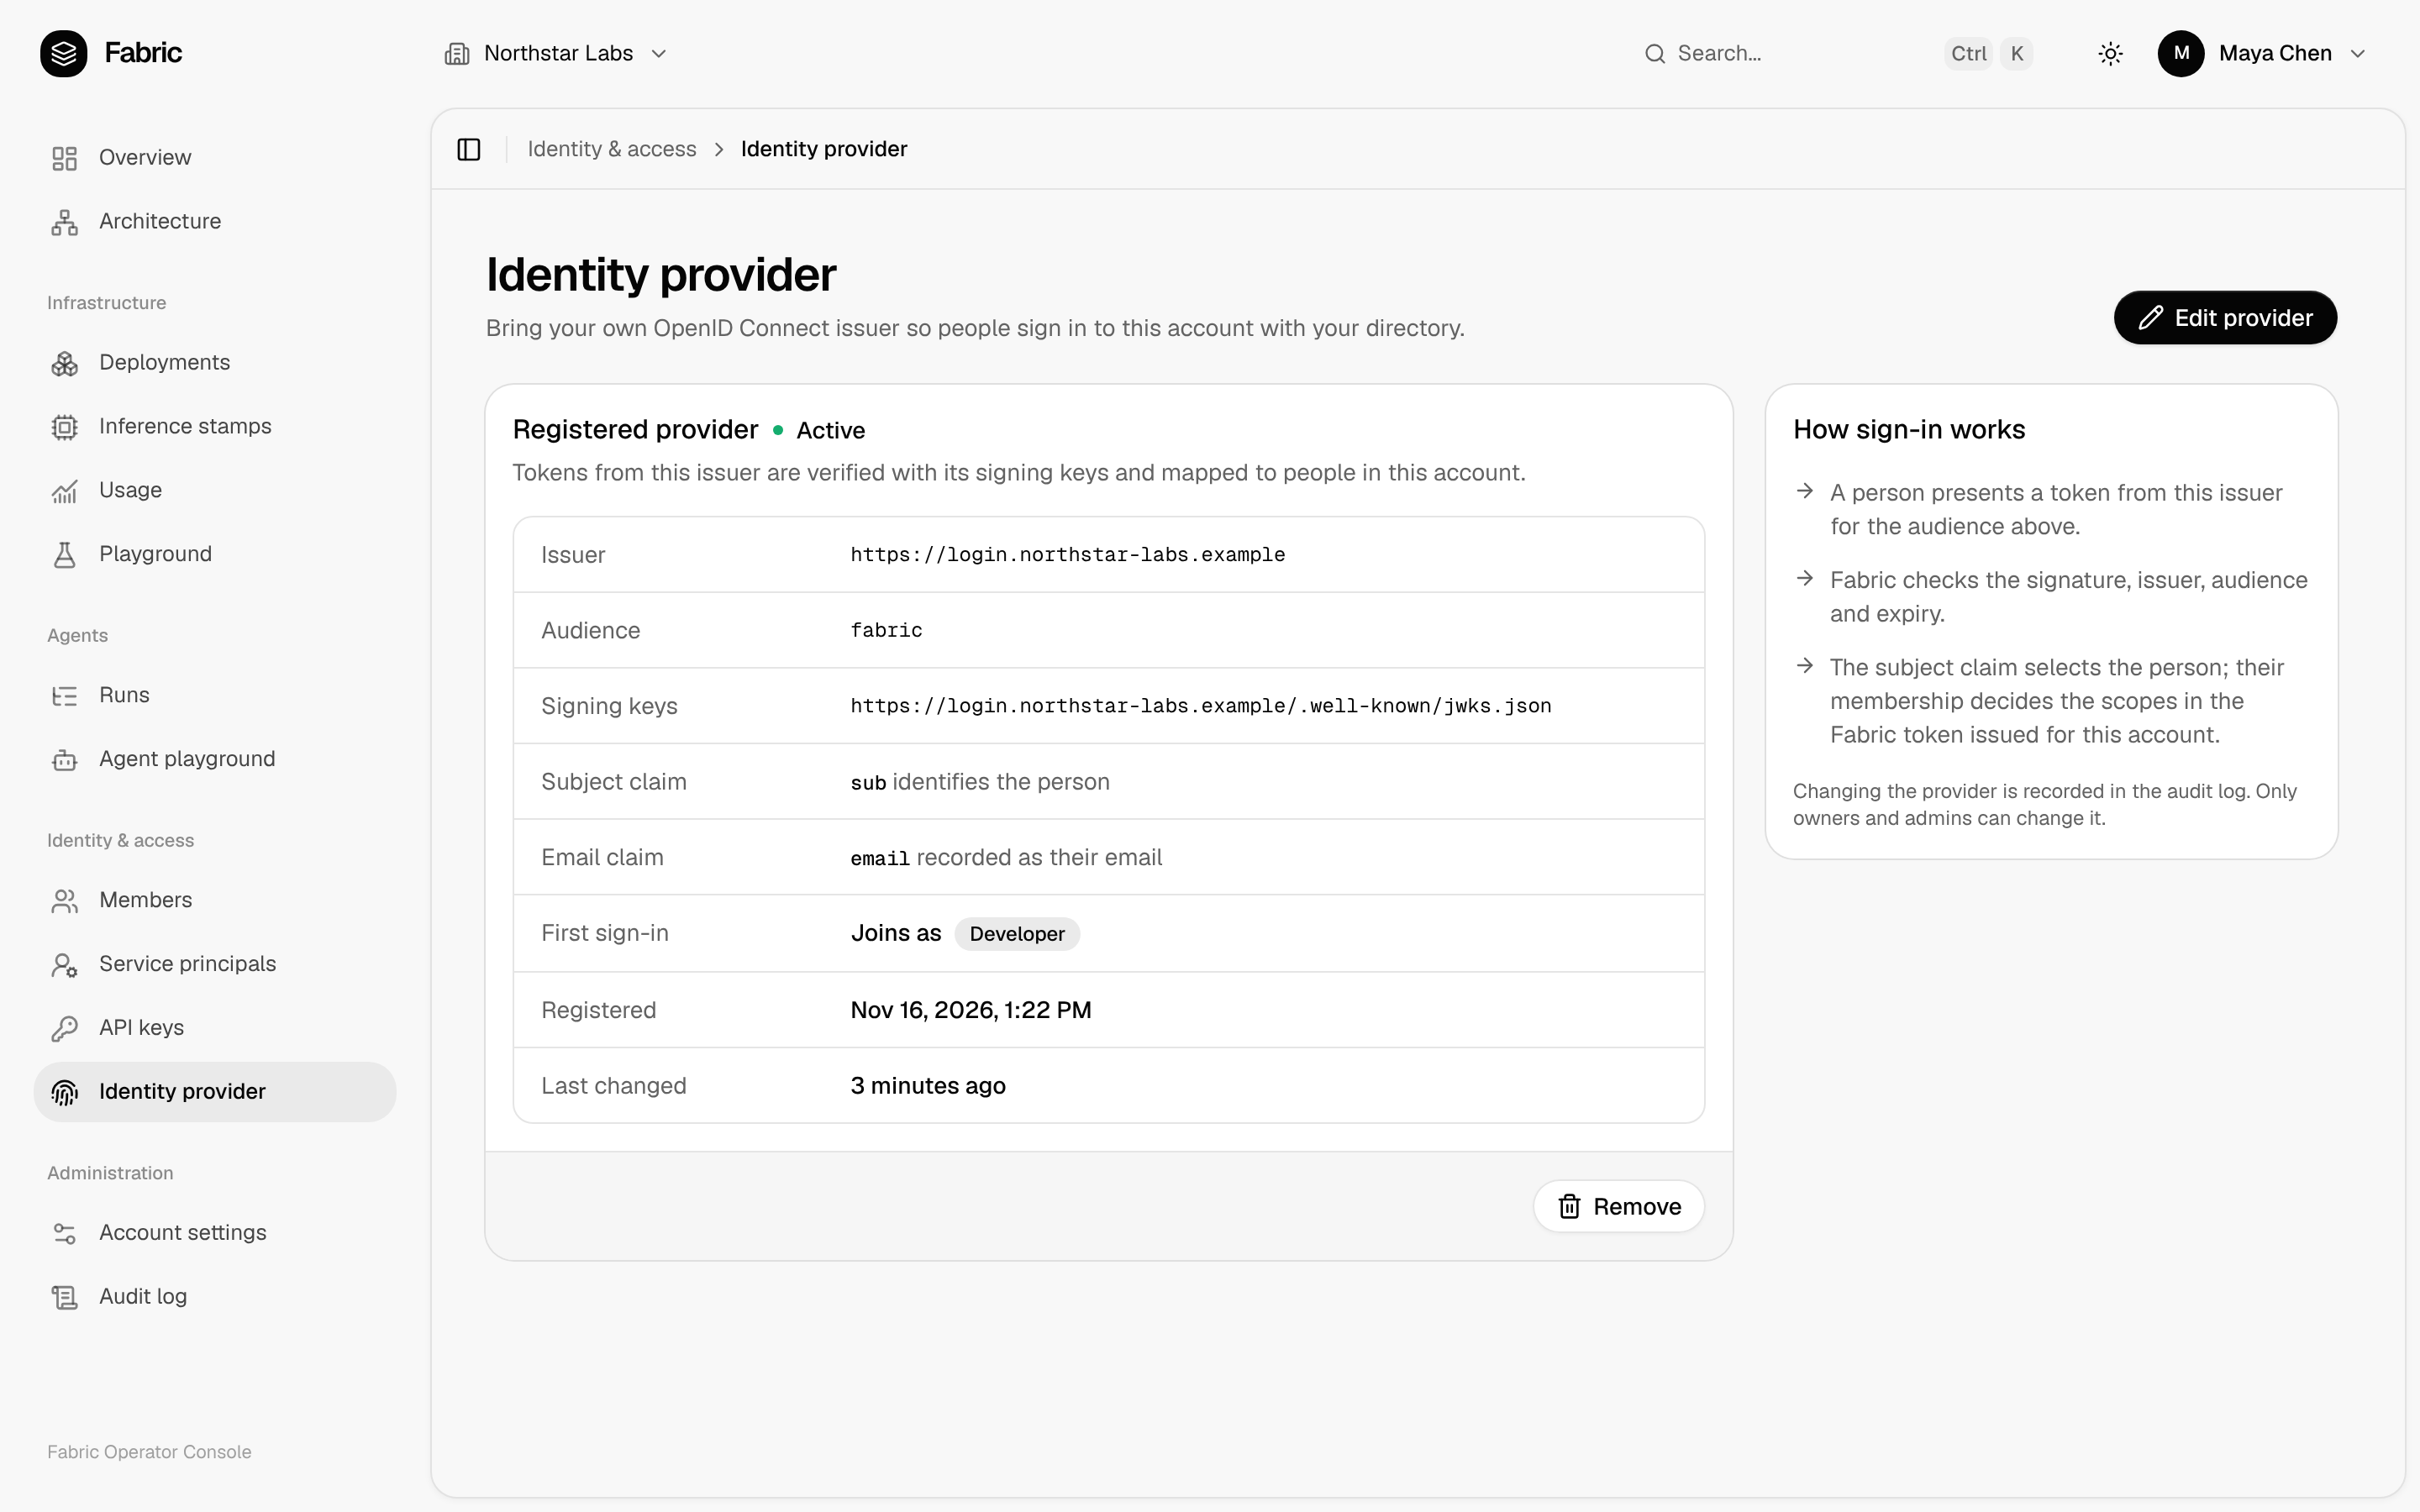 Fabric
Northstar Labs
Search...
Ctrl K
M
Maya Chen
Overview
Architecture
Infrastructure
Deployments
Inference stamps
Usage
Playground
Agents
Runs
Agent playground
Identity & access
Members
Service principals
API keys
Identity provider
Administration
Account settings
Audit log
Fabric Operator Console
Identity & access > Identity provider
Identity provider
Bring your own OpenID Connect issuer so people sign in to this account with your directory.
Edit provider
Registered provider Active
Tokens from this issuer are verified with its signing keys and mapped to people in this account.
Issuer https://login.northstar-labs.example
Audience fabric
Signing keys https://login.northstar-labs.example/.well-known/jwks.json
Subject claim sub identifies the person
Email claim email recorded as their email
First sign-in Joins as Developer
Registered Nov 16, 2026, 1:22 PM
Last changed 3 minutes ago
Remove
How sign-in works
A person presents a token from this issuer
for the audience above.
Fabric checks the signature, issuer, audience
and expiry.
The subject claim selects the person; their
membership decides the scopes in the
Fabric token issued for this account.
Changing the provider is recorded in the audit log. Only
owners and admins can change it.